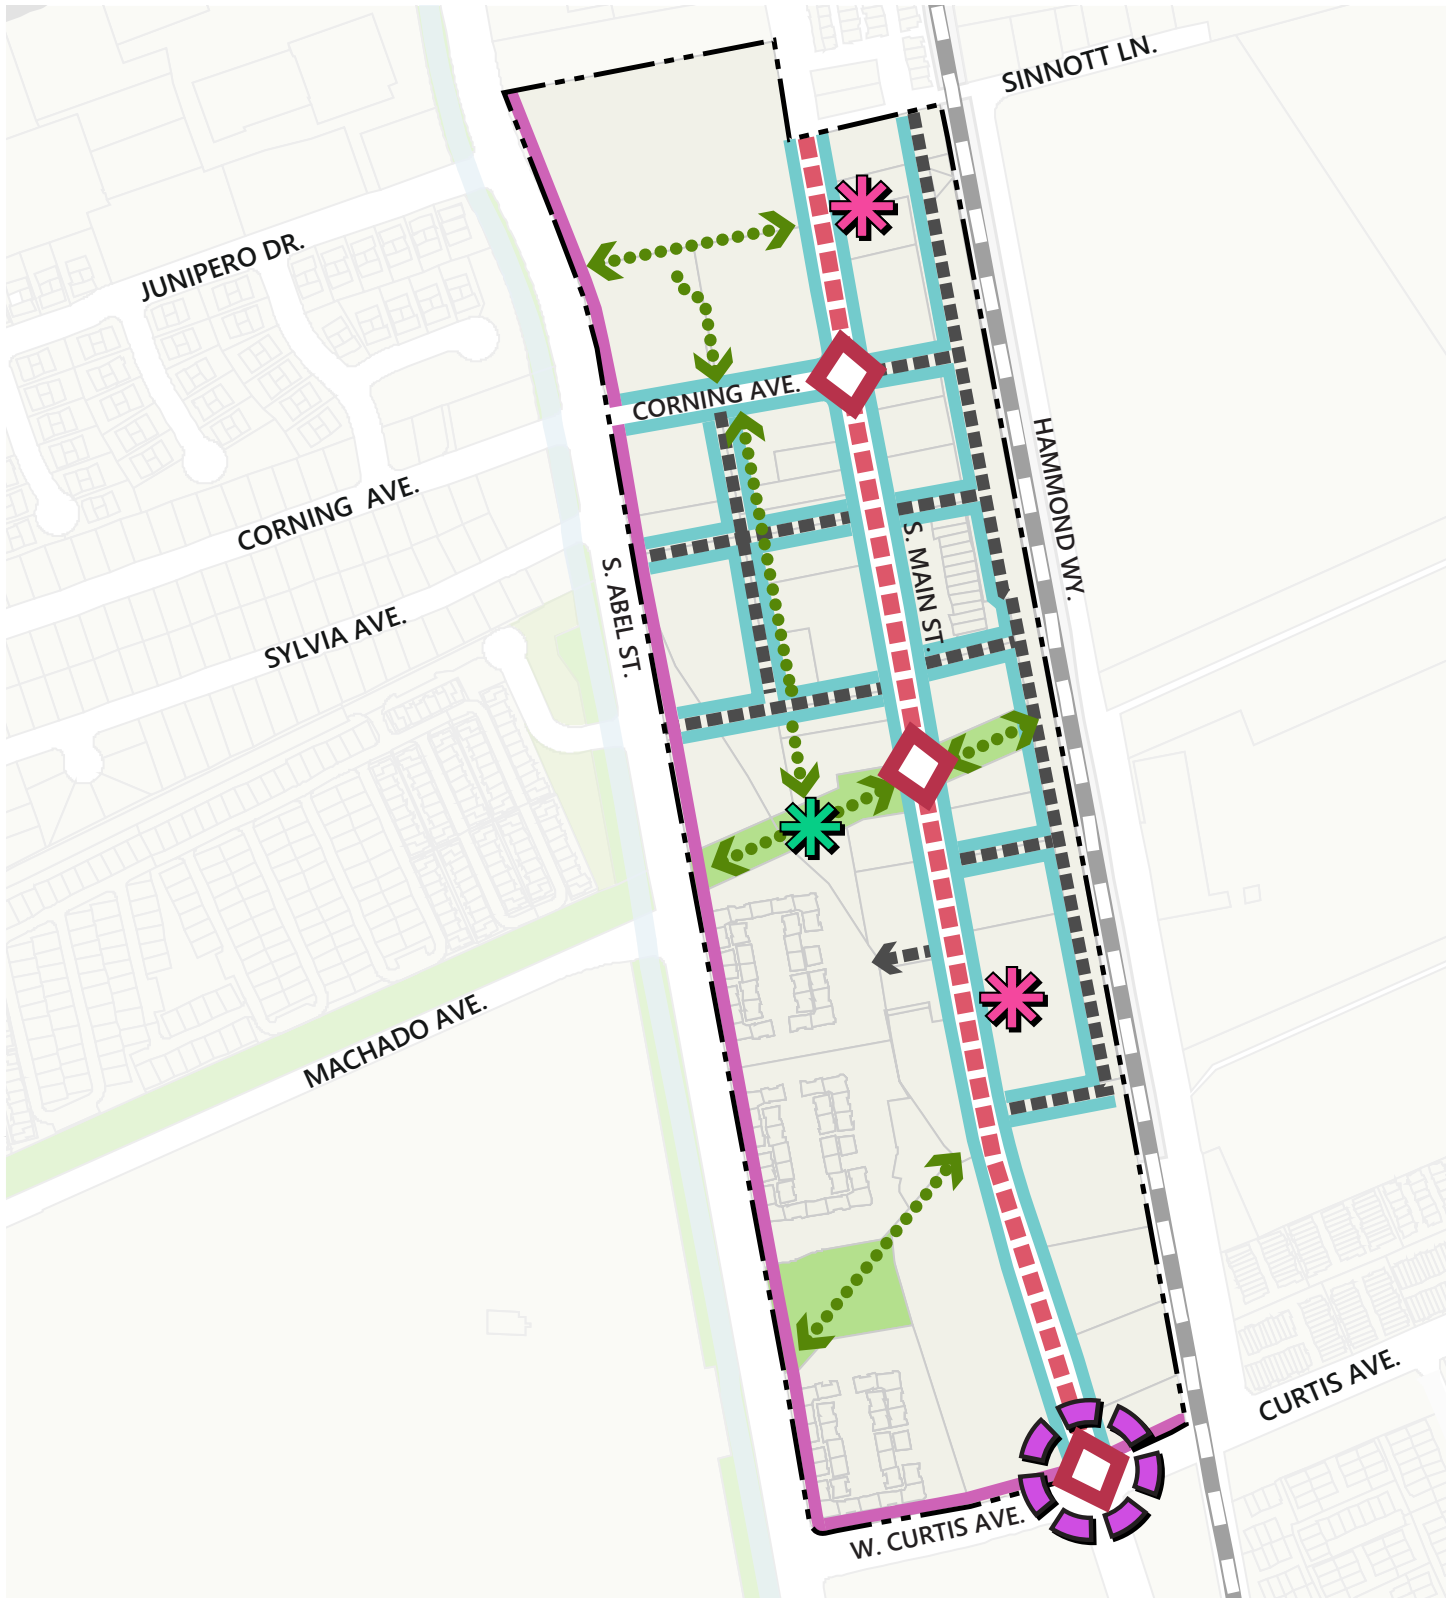 SINNOTT LN.
JUNIPERO DR.
CORNING AVE.
HAMMOND WY.
CORNING AVE.
S. MAIN ST.
S. ABEL ST.
SYLVIA AVE.
MACHADO AVE.
CURTIS AVE.
W. CURTIS AVE.